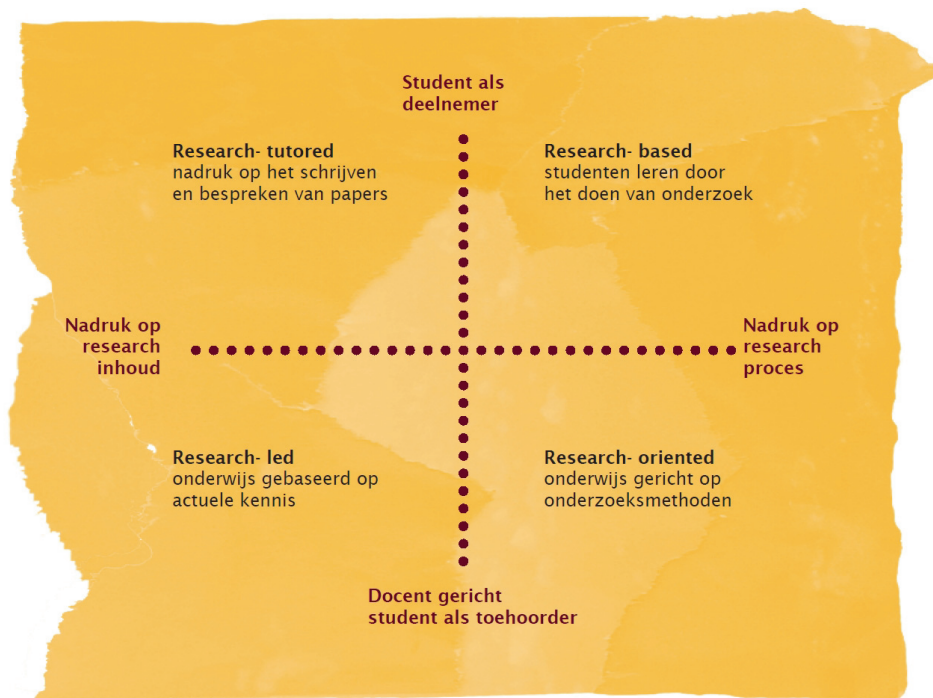 Student als
deelnemer
Research- tutored
nadruk op het schrijven
en bespreken van papers
Research- based
studenten leren door
het doen van onderzoek
Nadruk op
research
inhoud
Nadruk op
research
proces
Research- led
onderwijs gebaseerd op
actuele kennis
Research- oriented
onderwijs gericht op
onderzoeksmethoden
Docent gericht
student als toehoorder